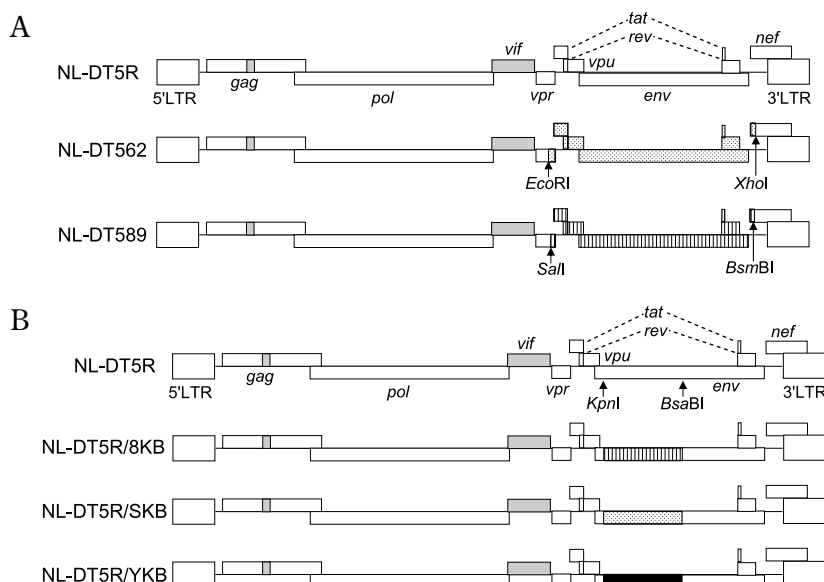 A
tat
nef
vif
rev
NL-DT5R
vpu
5'LTR
gag
pol
vpr
env
3'LTR
NL-DT562
EcoRI
XhoI
NL-DT589
SalI
BsmBI
B
tat
nef
vif
rev
NL-DT5R
vpu
5'LTR
gag
pol
vpr
env
3'LTR
KpnI
BsaBI
NL-DT5R/8KB
NL-DT5R/SKB
NL-DT5R/YKB